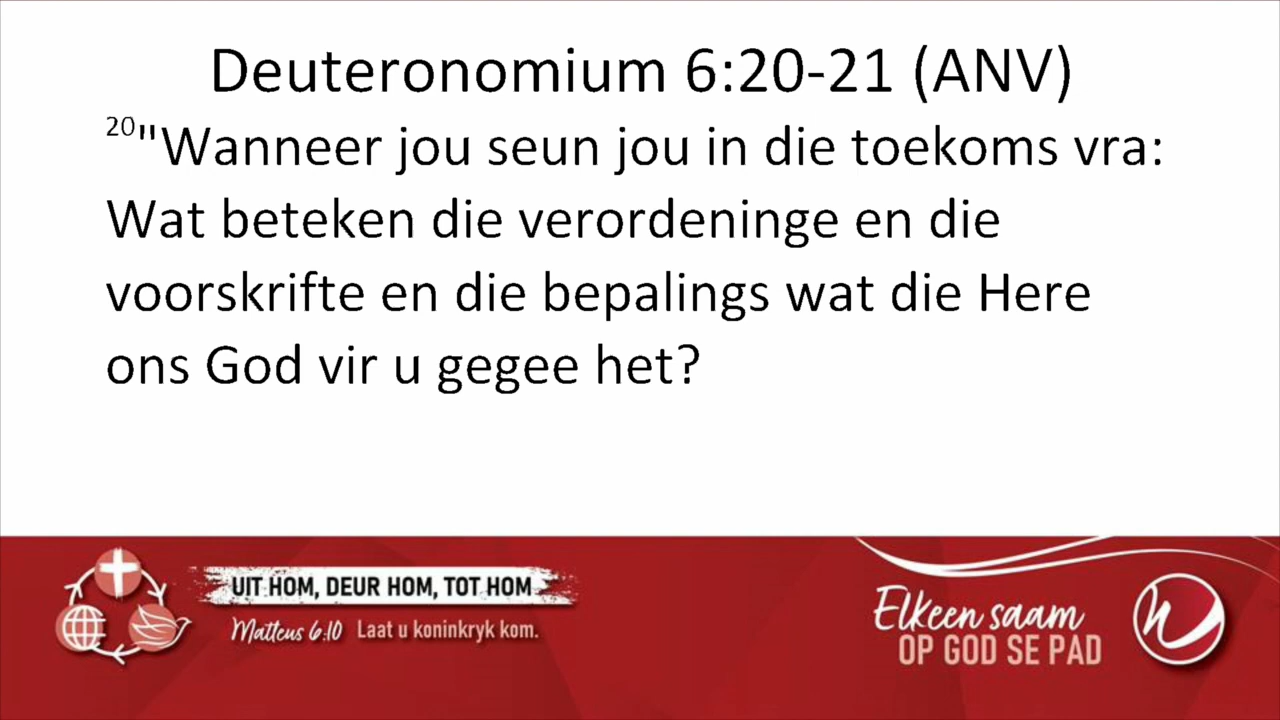 Deuteronomium 6:20-21 (ANV)
20"Wanneer jou seun jou in die toekoms vra:
Wat beteken die verordeninge en die
voorskrifte en die bepalings wat die Here
ons God vir u gegee het?
UIT HOM, DEUR HOM, TOT HOM
Matteus 6:10 Laat u koninkryk kom.
Elkeen saam
OP GOD SE PAD